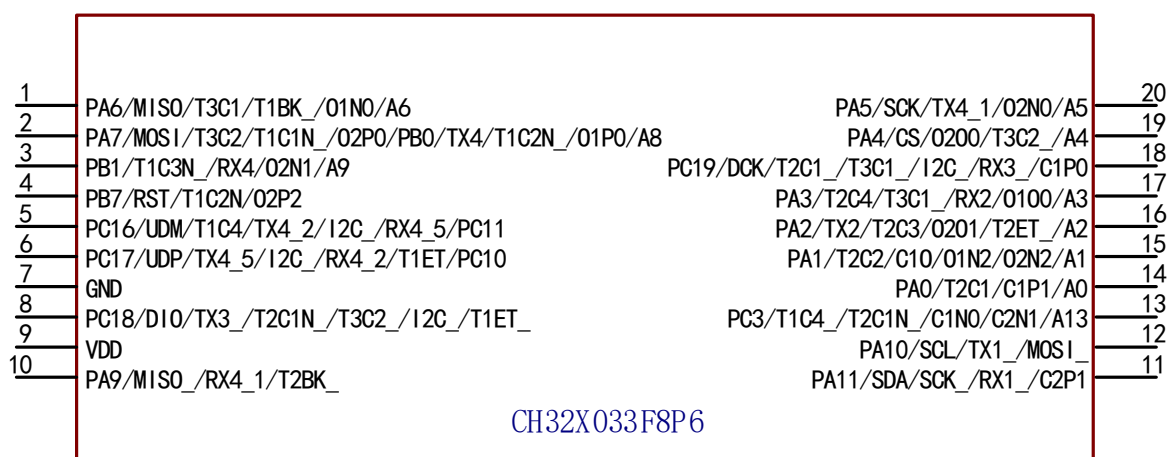 1 PA6/MISO/T3C1/T1BK_/O1N0/A6 PA5/SCK/TX4_1/O2N0/A5 20
2 PA7/MOSI/T3C2/T1C1N_/O2P0/PB0/TX4/T1C2N_/O1P0/A8 PA4/CS/O2O0/T3C2_/A4 19
3 PB1/T1C3N_/RX4/O2N1/A9 PC19/DCK/T2C1_/T3C1_/I2C_/RX3_/C1P0 18
4 PB7/RST/T1C2N/O2P2 PA3/T2C4/T3C1_/RX2/O1O0/A3 17
5 PC16/UDM/T1C4/TX4_2/I2C_/RX4_5/PC11 PA2/TX2/T2C3/O2O1/T2ET_/A2 16
6 PC17/UDP/TX4_5/I2C_/RX4_2/T1ET/PC10 PA1/T2C2/C1O/O1N2/O2N2/A1 15
7 GND PA0/T2C1/C1P1/A0 14
8 PC18/DIO/TX3_/T2C1N_/T3C2_/I2C_/T1ET_ PC3/T1C4_/T2C1N_/C1N0/C2N1/A13 13
9 VDD PA10/SCL/TX1_/MOSI_ 12
10 PA9/MISO_/RX4_1/T2BK_ PA11/SDA/SCK_/RX1_/C2P1 11
CH32X033F8P6